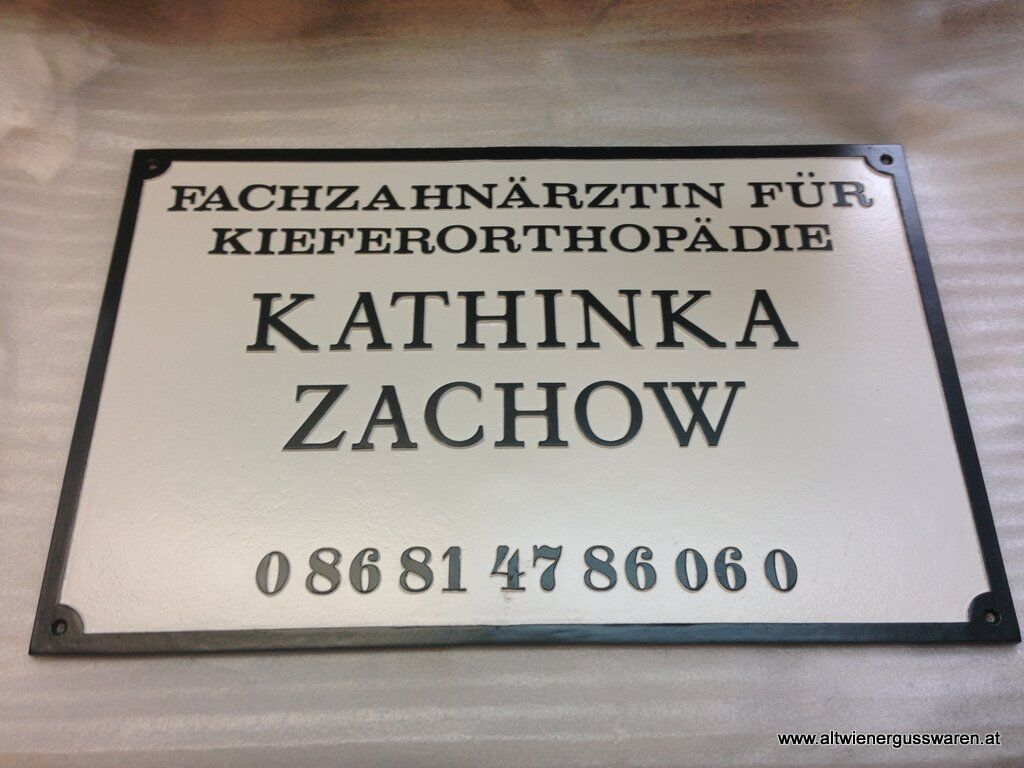 FACHZAHNÄRZTIN FÜR
KIEFERORTHOPÄDIE
KATHINKA
ZACHOW
0 86 81 47 86 06 0
www.altwienergusswaren.at